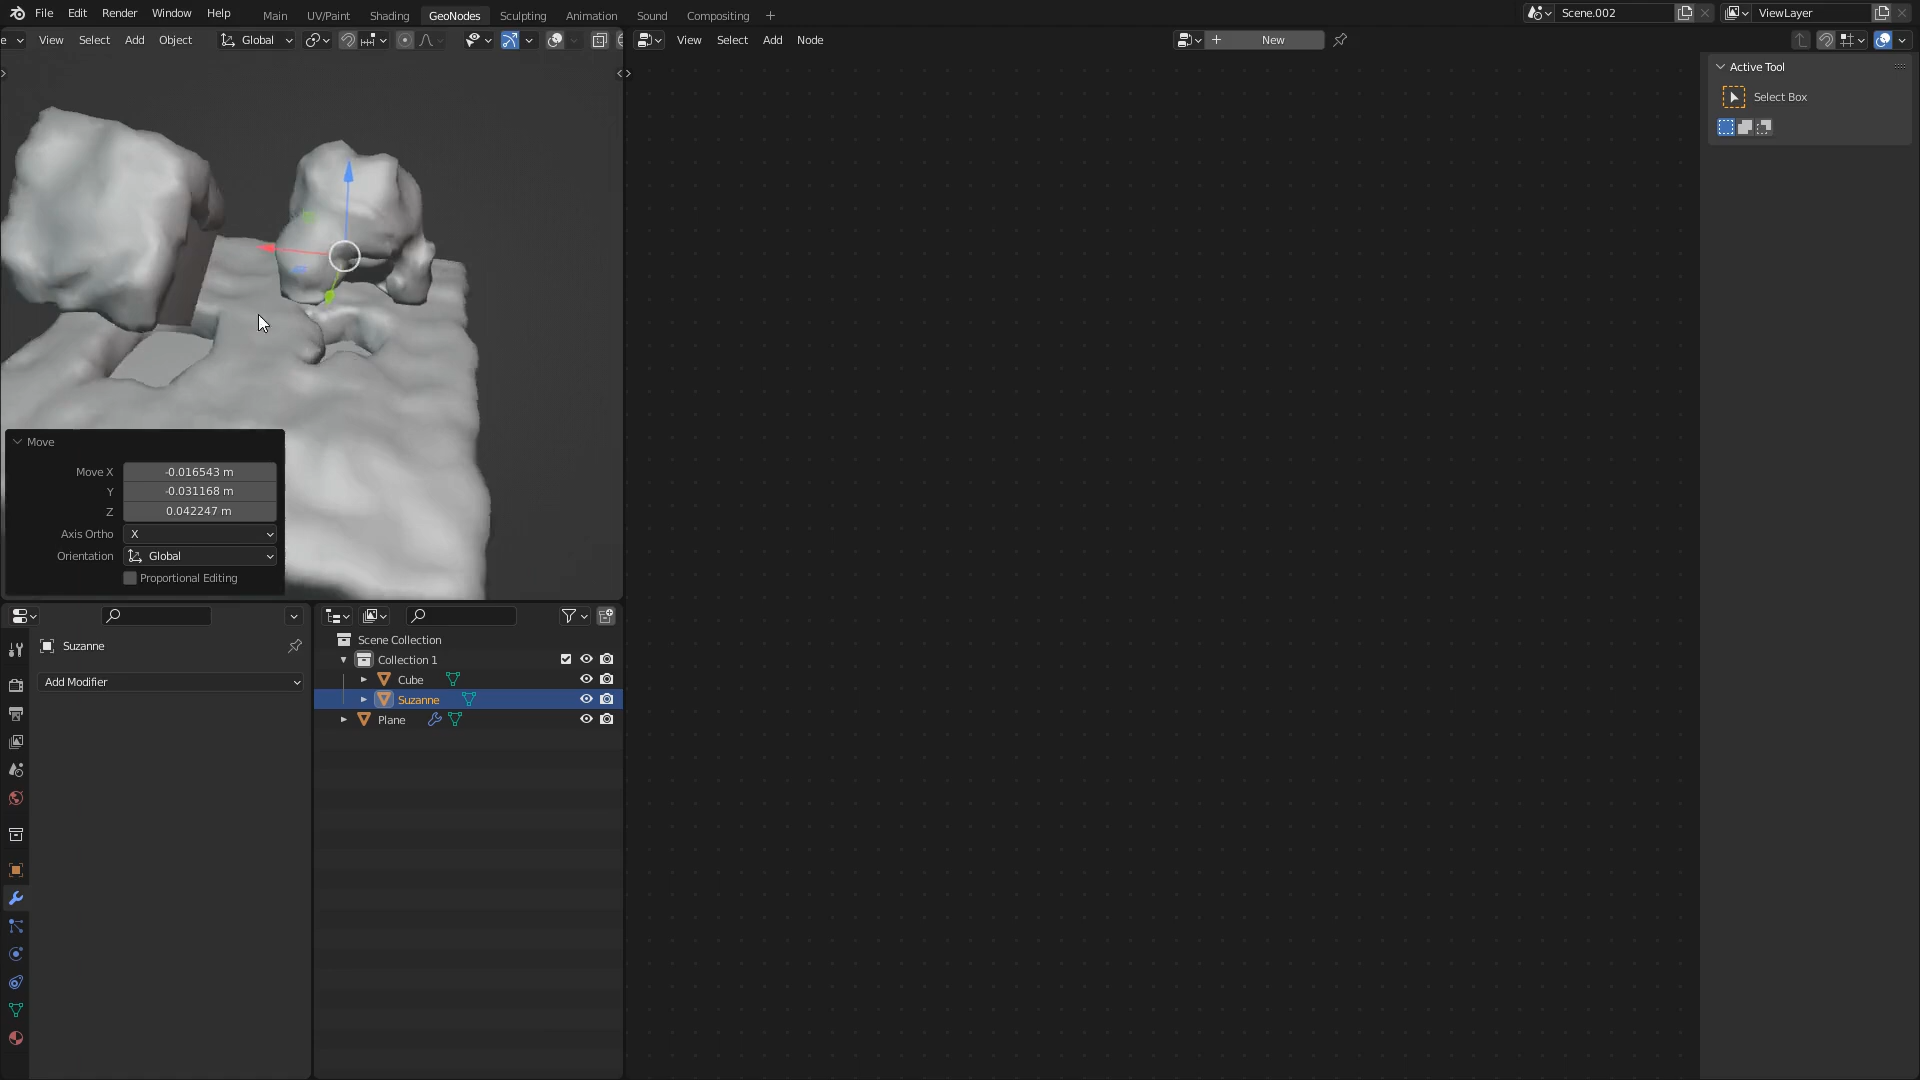 File Edit Render Window Help Main UV/Paint Shading GeoNodes Sculpting Animation Sound Compositing + Scene.002 ViewLayer
View Select Add Object Global View Select Add Node + New
Active Tool
Select Box
Move
Move X -0.016543 m
Y -0.031168 m
Z 0.042247 m
Axis Ortho X
Orientation Global
Proportional Editing
Suzanne
Add Modifier
Scene Collection
Collection 1
Cube
Suzanne
Plane